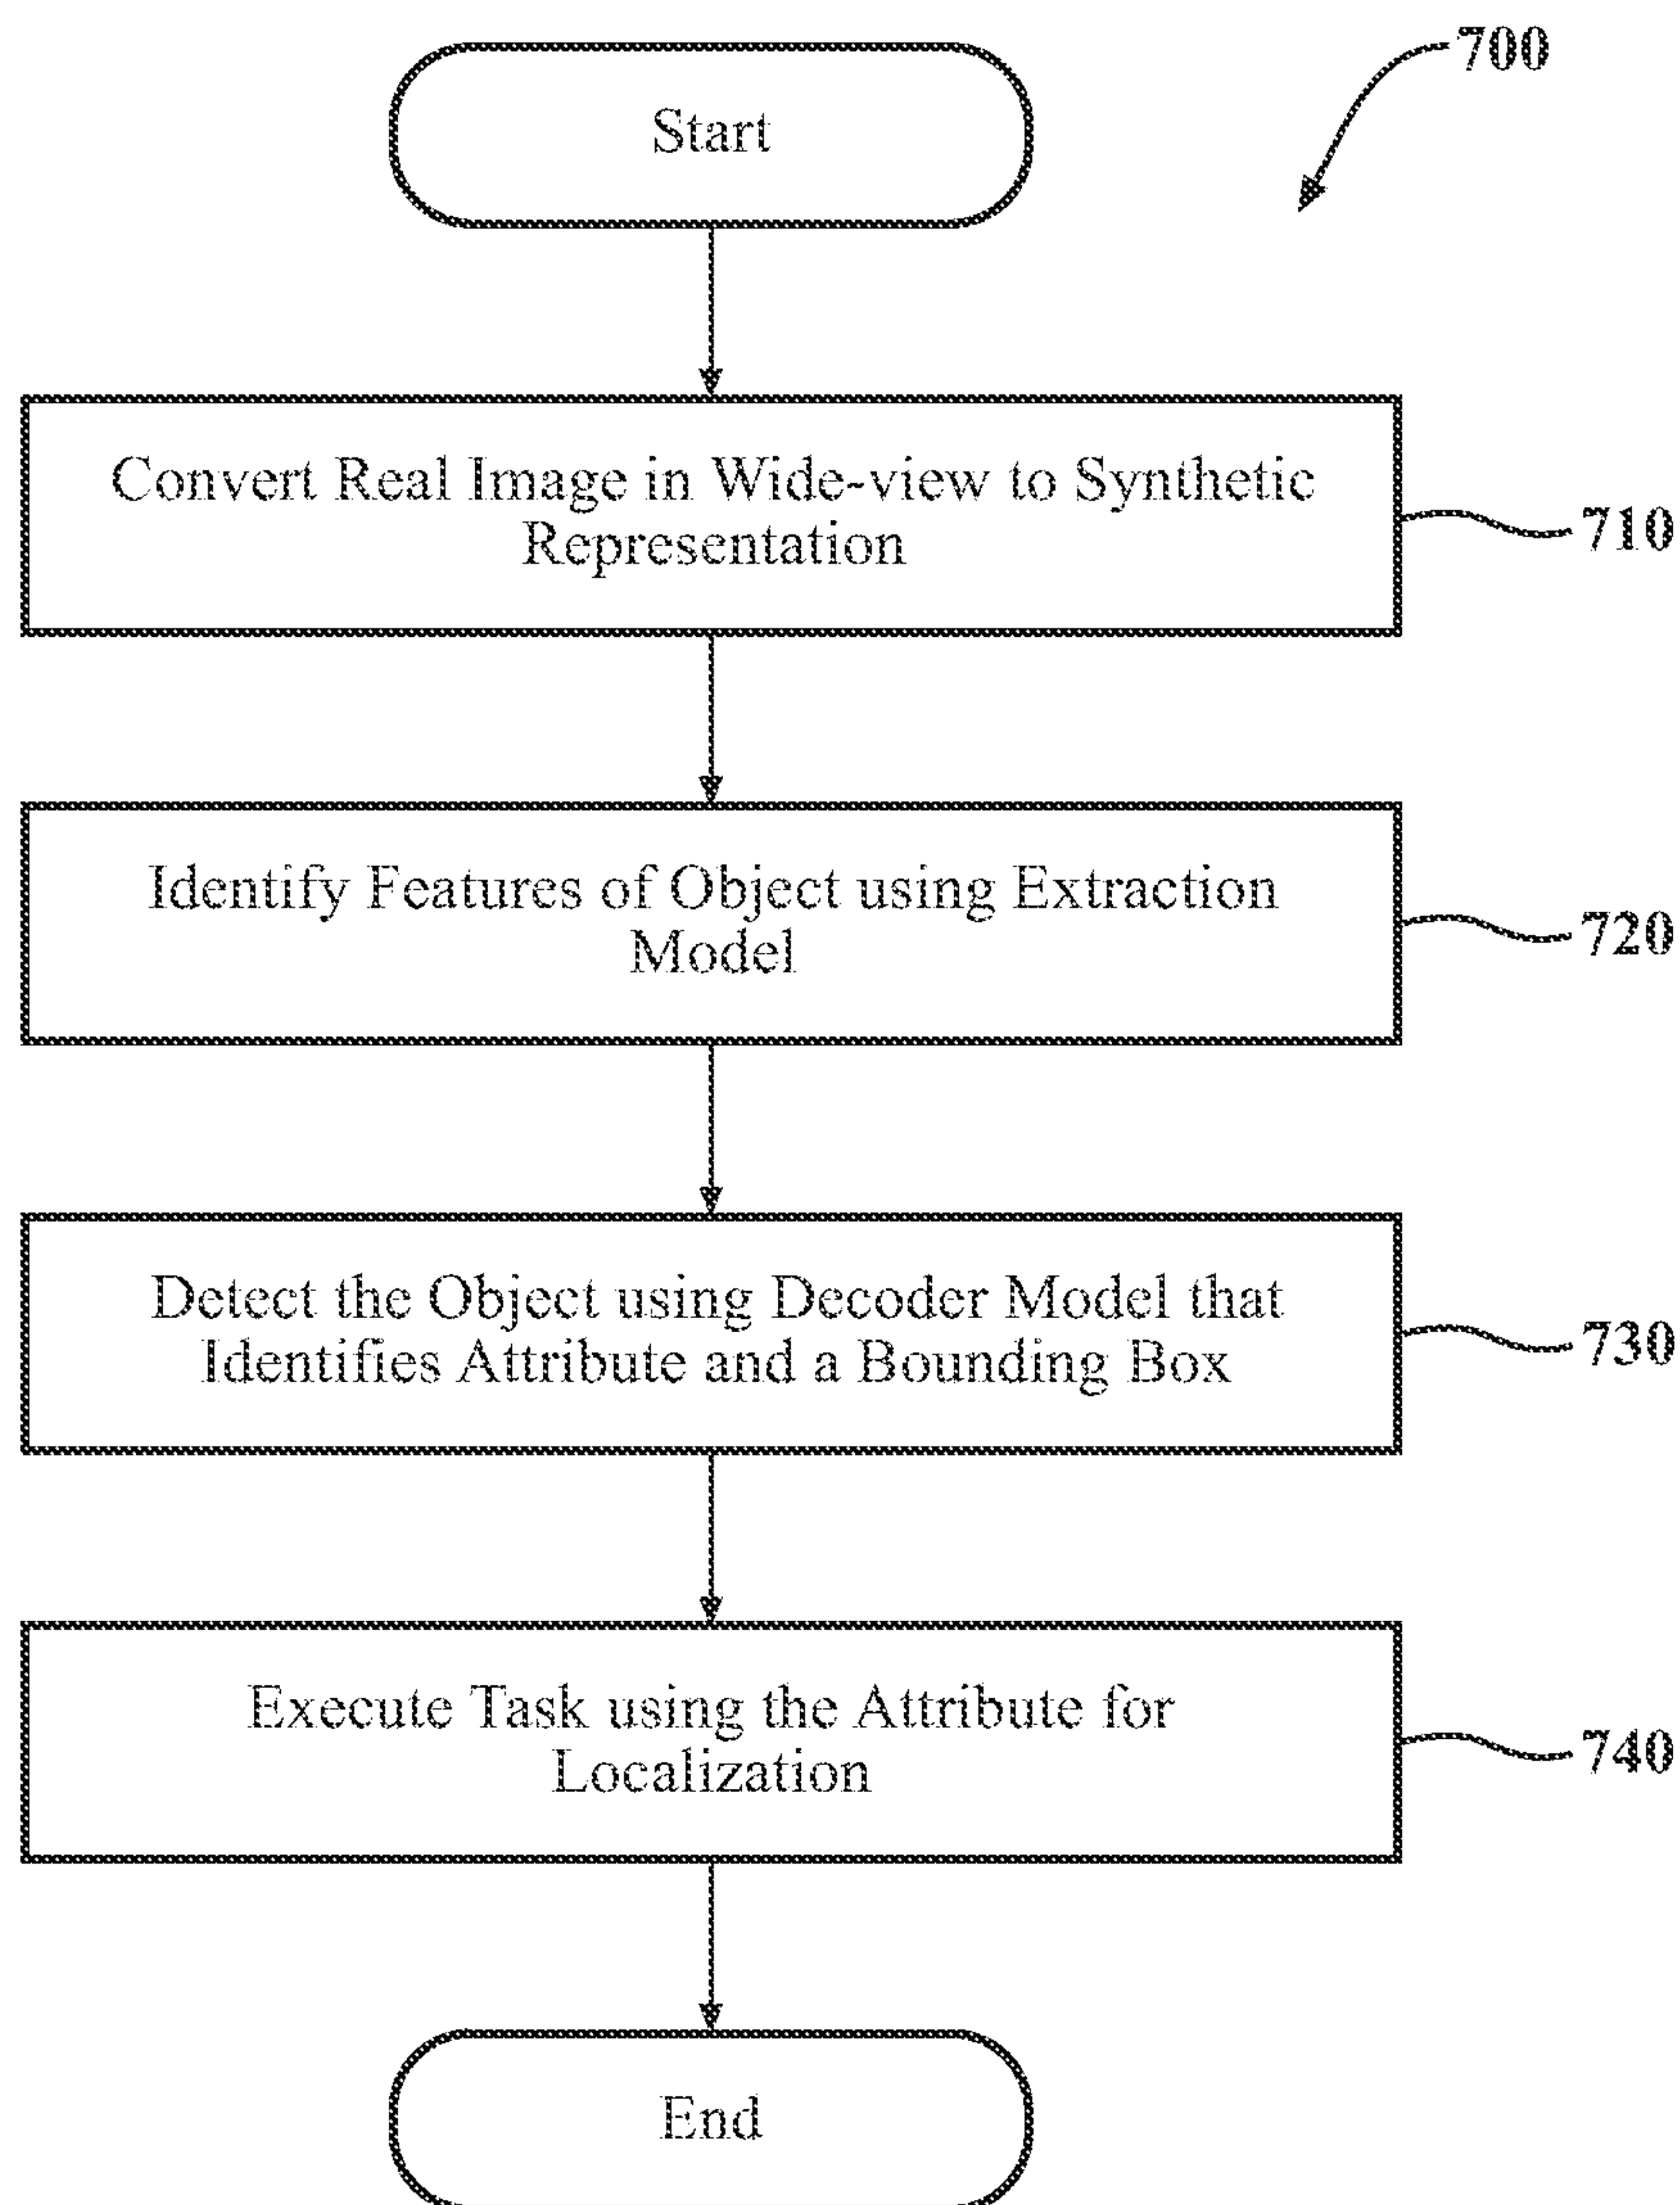 700
Start
Convert Real Image in Wide-view to Synthetic
Representation
710
Identify Features of Object using Extraction
Model
720
Detect the Object using Decoder Model that
Identifies Attribute and a Bounding Box
730
Execute Task using the Attribute for
Localization
740
End